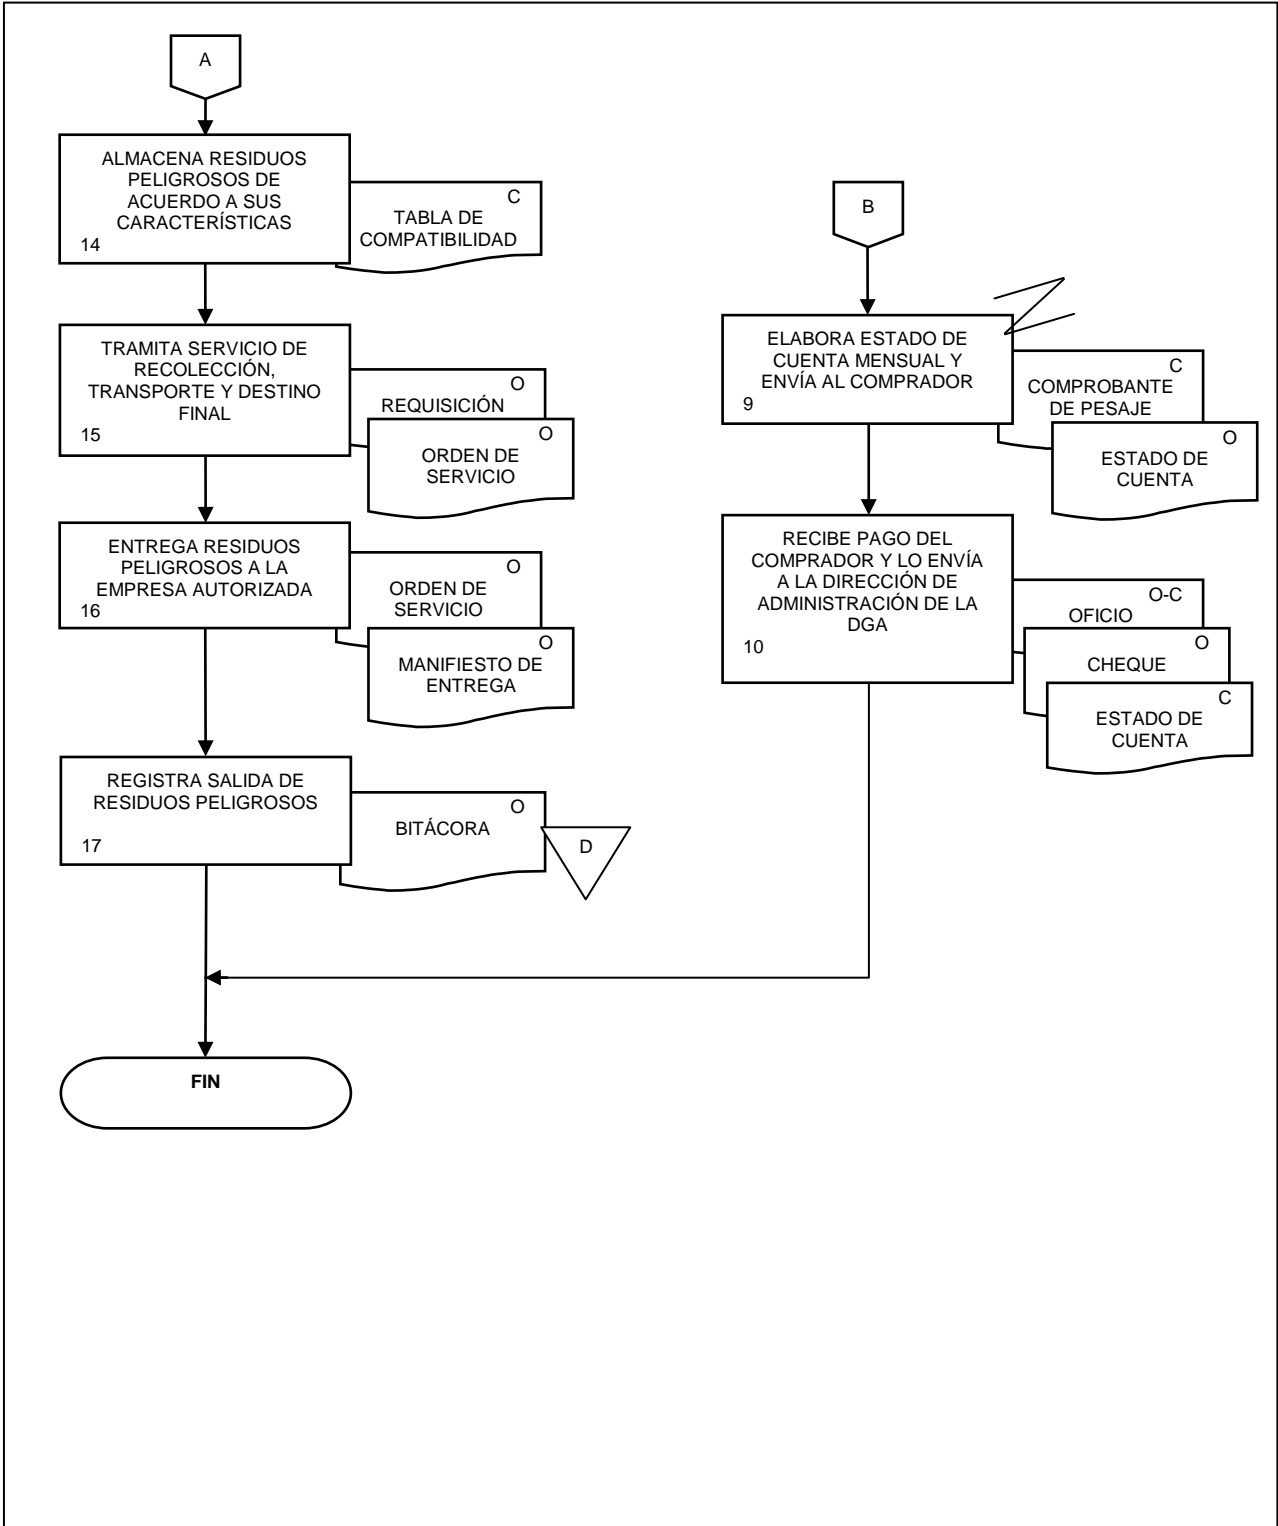 A
ALMACENA RESIDUOS
PELIGROSOS DE
ACUERDO A SUS
CARACTERÍSTICAS
14
C
TABLA DE
COMPATIBILIDAD
TRAMITA SERVICIO DE
RECOLECCIÓN,
TRANSPORTE Y DESTINO
FINAL
15
O
REQUISICIÓN
O
ORDEN DE
SERVICIO
ENTREGA RESIDUOS
PELIGROSOS A LA
EMPRESA AUTORIZADA
16
O
ORDEN DE
SERVICIO
O
MANIFIESTO DE
ENTREGA
REGISTRA SALIDA DE
RESIDUOS PELIGROSOS
17
O
BITÁCORA
D
FIN
B
ELABORA ESTADO DE
CUENTA MENSUAL Y
ENVÍA AL COMPRADOR
9
C
COMPROBANTE
DE PESAJE
O
ESTADO DE
CUENTA
RECIBE PAGO DEL
COMPRADOR Y LO ENVÍA
A LA DIRECCIÓN DE
ADMINISTRACIÓN DE LA
DGA
10
O-C
OFICIO
O
CHEQUE
C
ESTADO DE
CUENTA